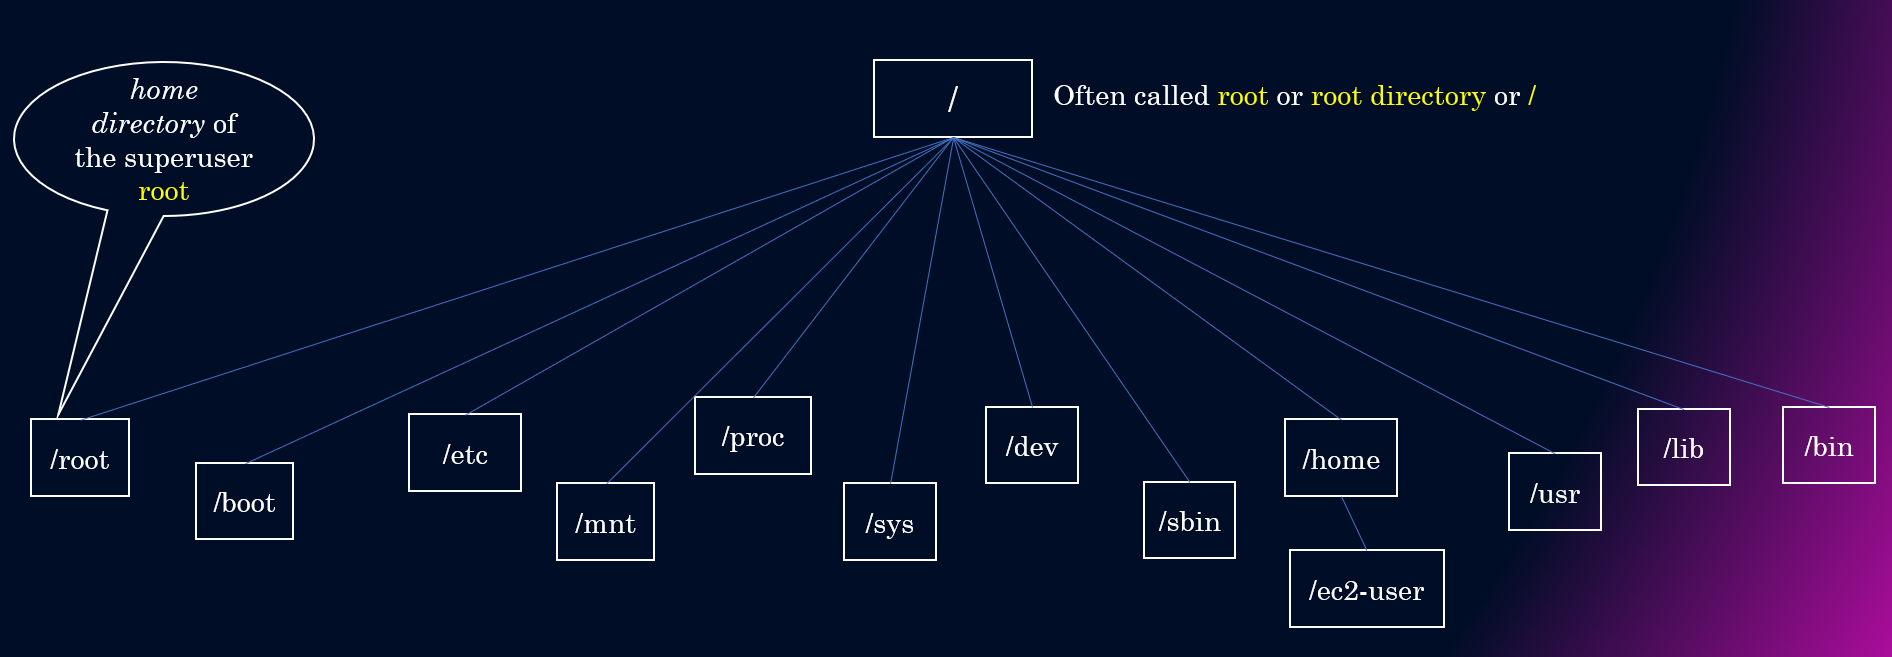 home
directory of
the superuser
root
/
Often called root or root directory or /
/root
/boot
/etc
/mnt
/proc
/sys
/dev
/sbin
/home
/ec2-user
/usr
/lib
/bin